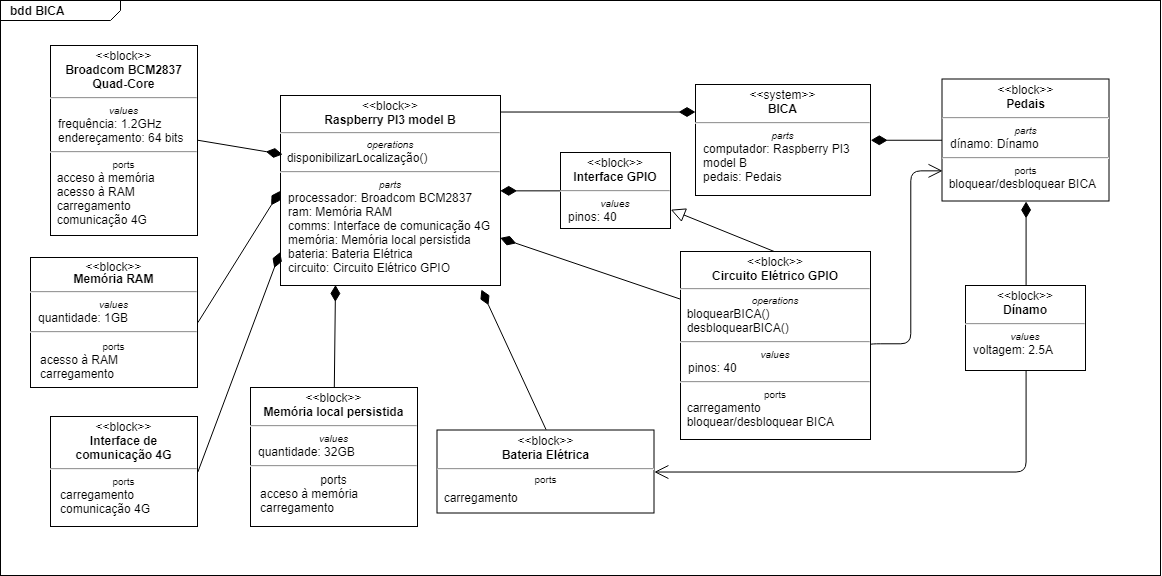 bdd BICA
<<block>>
Broadcom BCM2837
Quad-Core
values
frequência: 1.2GHz
endereçamento: 64 bits
ports
acceso à memória
acesso à RAM
carregamento
comunicação 4G
<<block>>
Raspberry PI3 model B
operations
disponibilizarLocalização()
parts
processador: Broadcom BCM2837
ram: Memória RAM
comms: Interface de comunicação 4G
memória: Memória local persistida
bateria: Bateria Elétrica
circuito: Circuito Elétrico GPIO
<<system>>
BICA
parts
computador: Raspberry PI3
model B
pedais: Pedais
<<block>>
Pedais
parts
dínamo: Dínamo
ports
bloquear/desbloquear BICA
<<block>>
Interface GPIO
values
pinos: 40
<<block>>
Memória RAM
values
quantidade: 1GB
ports
acesso à RAM
carregamento
<<block>>
Circuito Elétrico GPIO
operations
bloquearBICA()
desbloquearBICA()
values
pinos: 40
ports
carregamento
bloquear/desbloquear BICA
<<block>>
Dínamo
values
voltagem: 2.5A
<<block>>
Interface de
comunicação 4G
ports
carregamento
comunicação 4G
<<block>>
Memória local persistida
values
quantidade: 32GB
ports
acesso à memória
carregamento
<<block>>
Bateria Elétrica
ports
carregamento